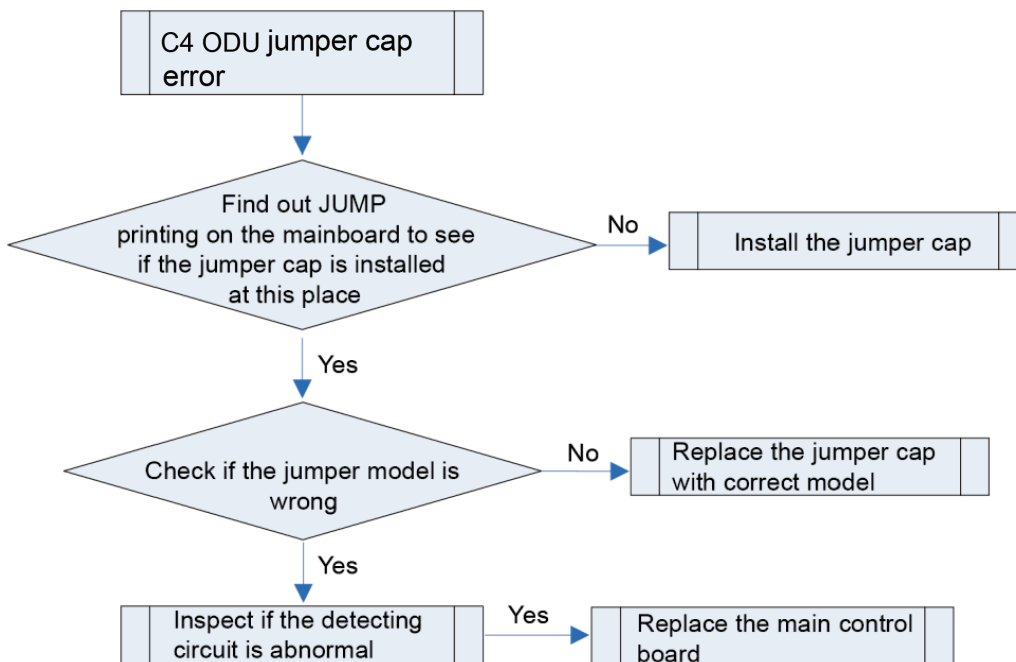 C4 ODU jumper cap
error
Find out JUMP
printing on the mainboard to see
if the jumper cap is installed
at this place
No
Install the jumper cap
Yes
Check if the jumper model is
wrong
No
Replace the jumper cap
with correct model
Yes
Inspect if the detecting
circuit is abnormal
Yes
Replace the main control
board